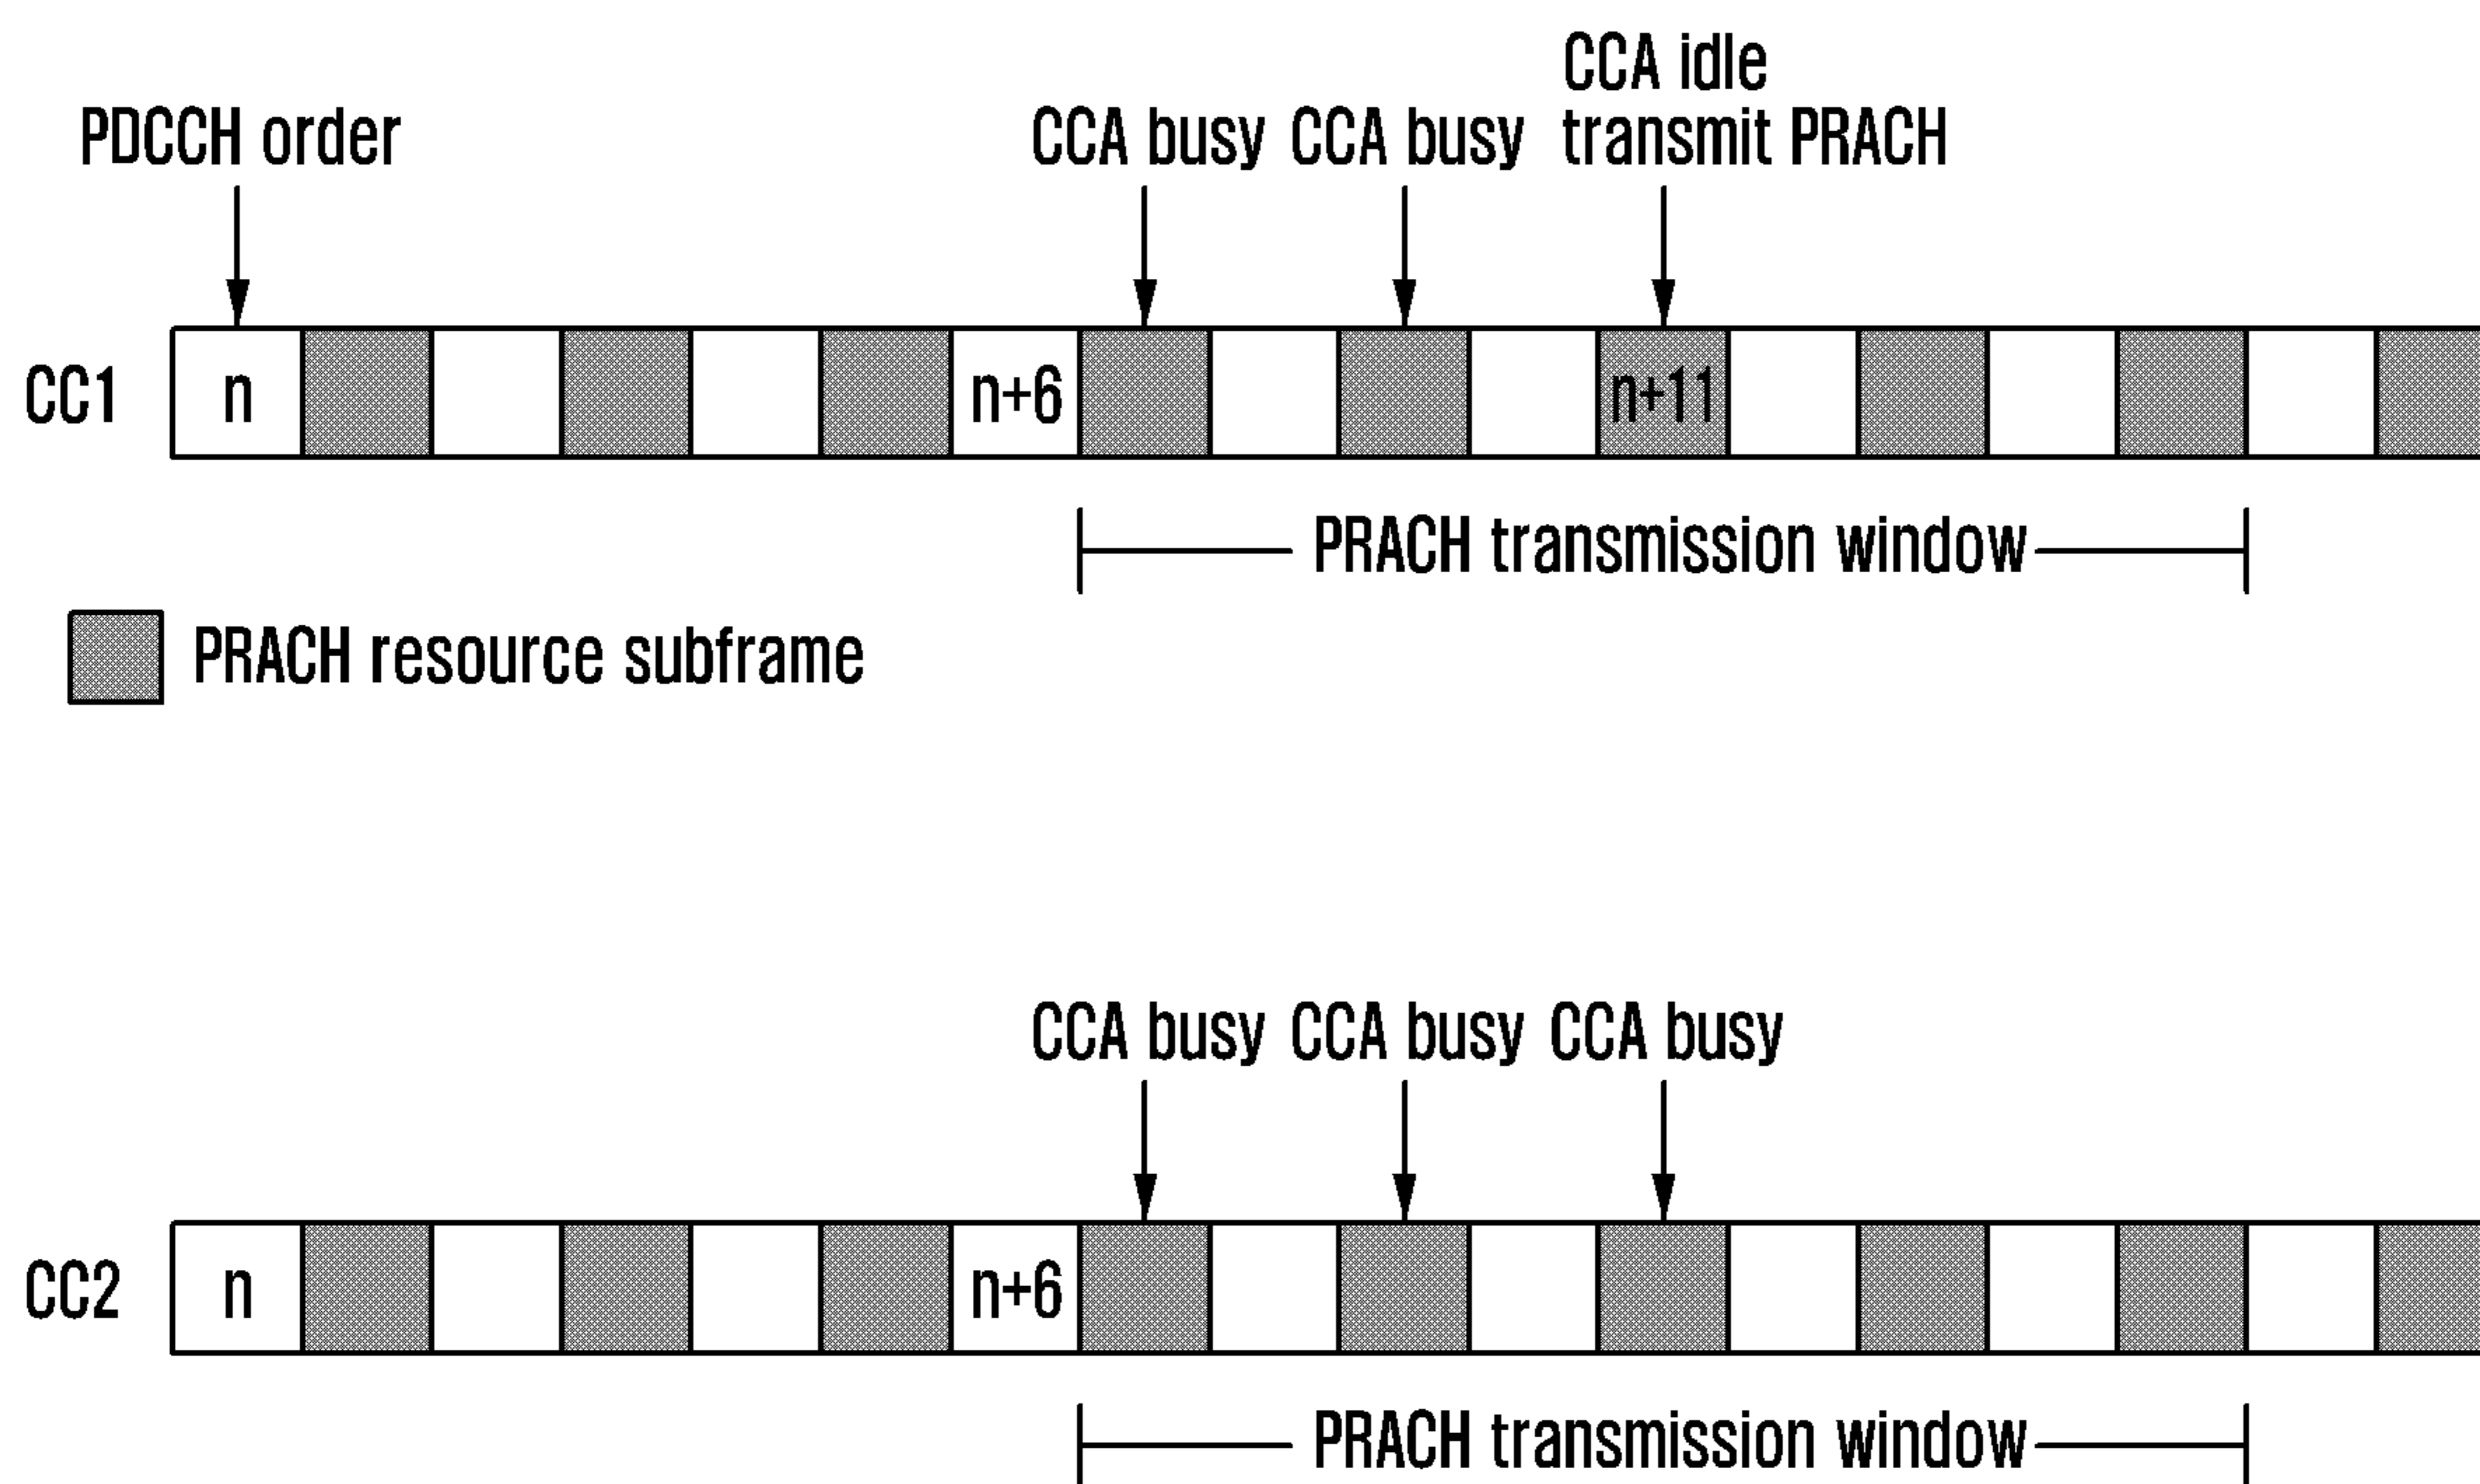 CCA idle
PDCCH order
CCA busy
CCA busy
transmit PRACH
CC1
n
n+6
n+11
PRACH transmission window
PRACH resource subframe
CCA busy
CCA busy
CCA busy
CC2
n
n+6
PRACH transmission window